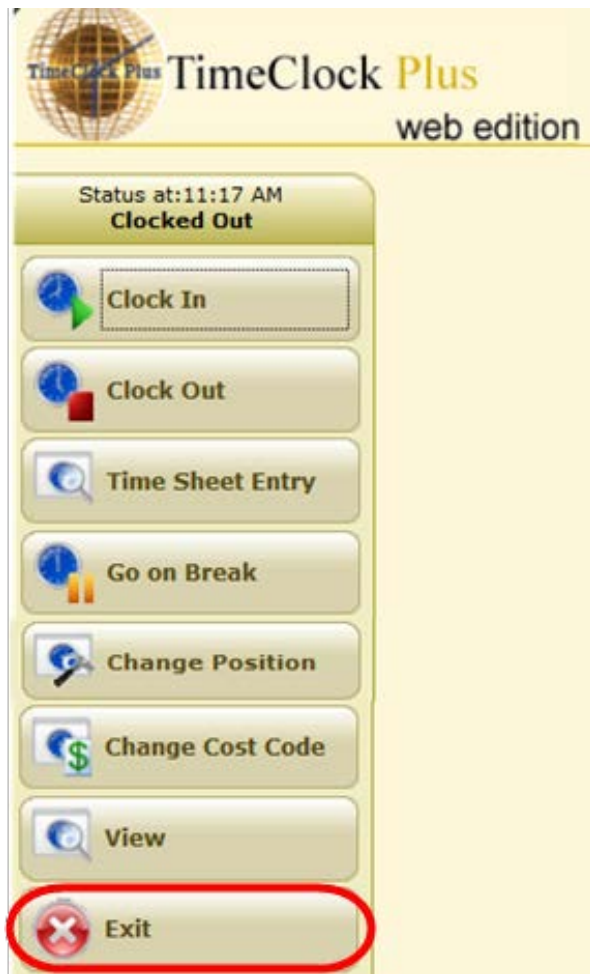 TimeClock Plus
TimeClock Plus
web edition
Status at:11:17 AM
Clocked Out
Clock In
Clock Out
Time Sheet Entry
Go on Break
Change Position
Change Cost Code
$
View
Exit